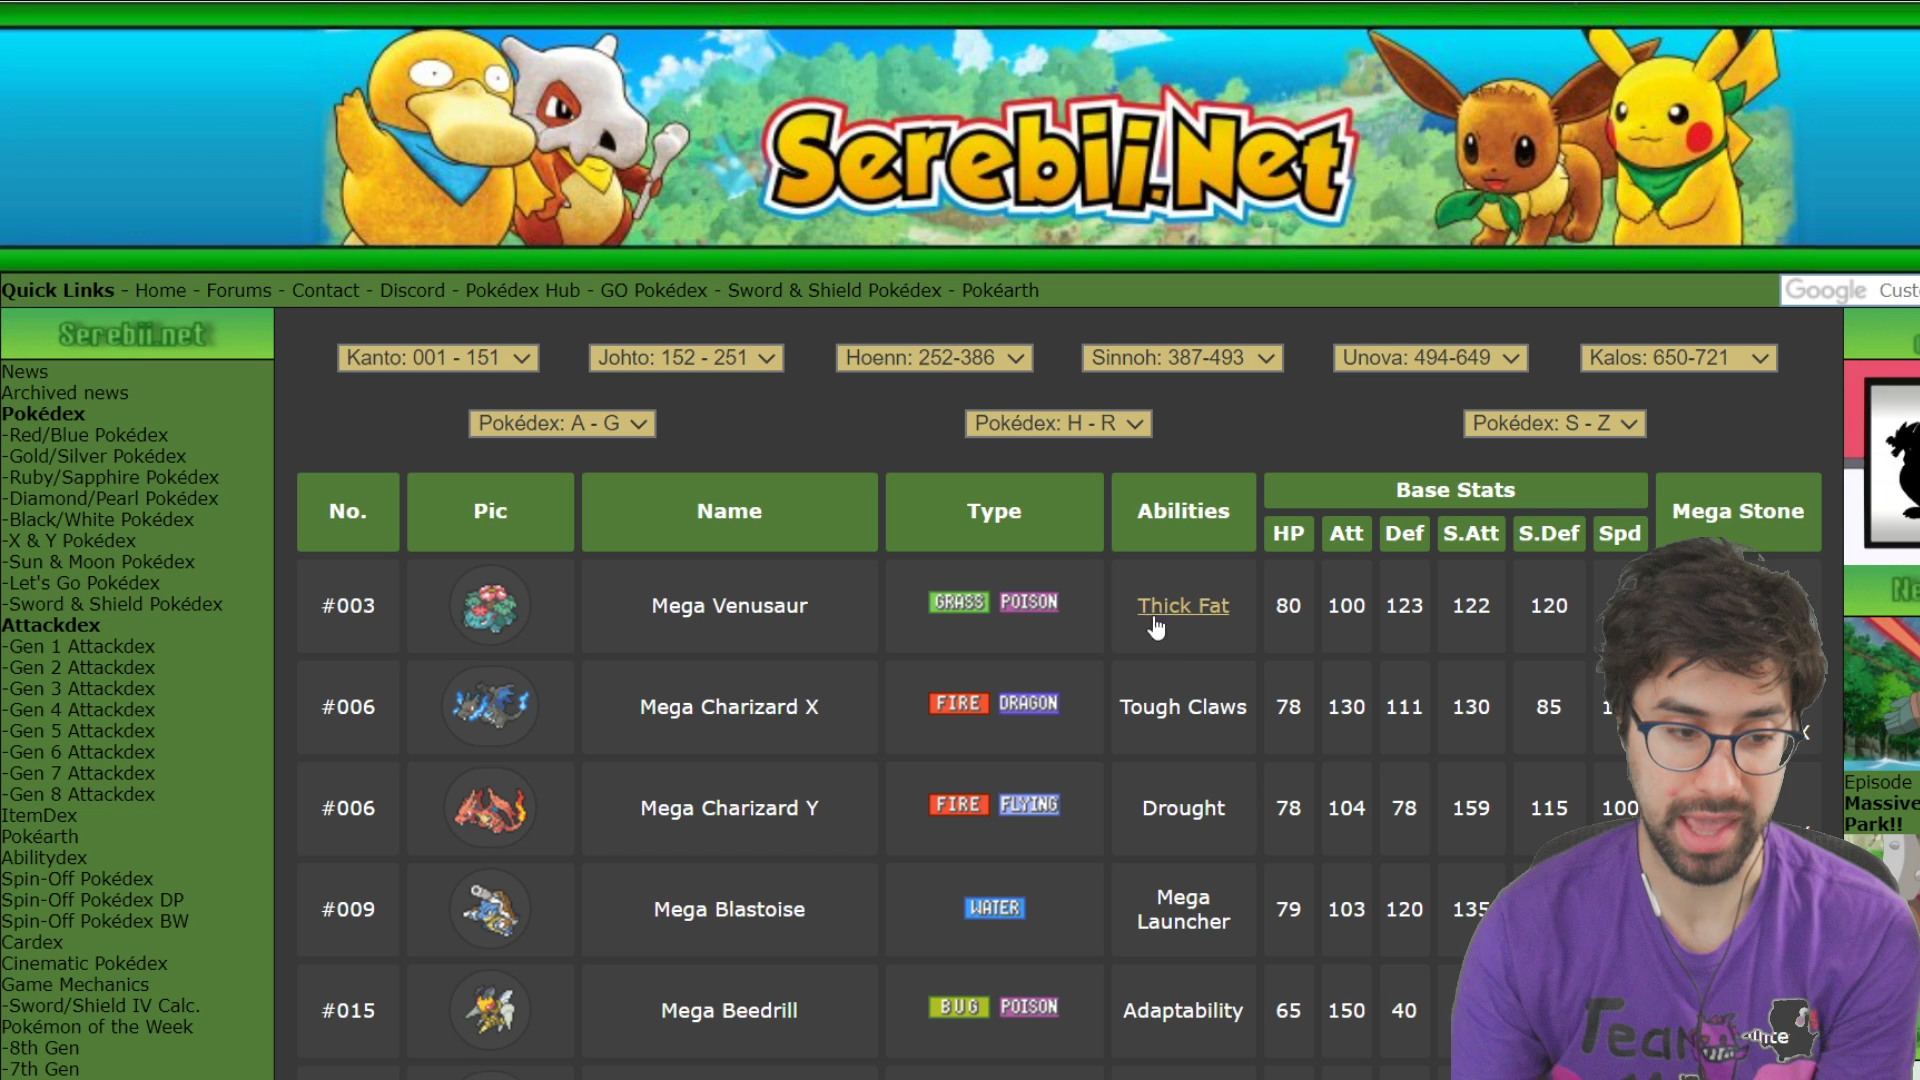 Serebii.Net
Quick Links - Home - Forums - Contact - Discord - Pokédex Hub - GO Pokédex - Sword & Shield Pokédex - Pokéarth
Google
Serebii.net
News
Archived news
Pokédex
-Red/Blue Pokédex
-Gold/Silver Pokédex
-Ruby/Sapphire Pokédex
-Diamond/Pearl Pokédex
-Black/White Pokédex
-X & Y Pokédex
-Sun & Moon Pokédex
-Let's Go Pokédex
-Sword & Shield Pokédex
Attackdex
-Gen 1 Attackdex
-Gen 2 Attackdex
-Gen 3 Attackdex
-Gen 4 Attackdex
-Gen 5 Attackdex
-Gen 6 Attackdex
-Gen 7 Attackdex
-Gen 8 Attackdex
ItemDex
Pokéarth
Abilitydex
Spin-Off Pokédex
Spin-Off Pokédex DP
Spin-Off Pokédex BW
Cardex
Cinematic Pokédex
Game Mechanics
-Sword/Shield IV Calc.
Pokémon of the Week
-8th Gen
-7th Gen
Kanto: 001 - 151 Johto: 152 - 251 Hoenn: 252-386 Sinnoh: 387-493 Unova: 494-649 Kalos: 650-721
Pokédex: A - G Pokédex: H - R Pokédex: S - Z
No. Pic Name Type Abilities Base Stats Mega Stone
HP Att Def S.Att S.Def Spd
#003 Mega Venusaur GRASS POISON Thick Fat 80 100 123 122 120
#006 Mega Charizard X FIRE DRAGON Tough Claws 78 130 111 130 85
#006 Mega Charizard Y FIRE FLYING Drought 78 104 78 159 115 100
#009 Mega Blastoise WATER Mega Launcher 79 103 120 135
#015 Mega Beedrill BUG POISON Adaptability 65 150 40
Episode
Massive
Park!!